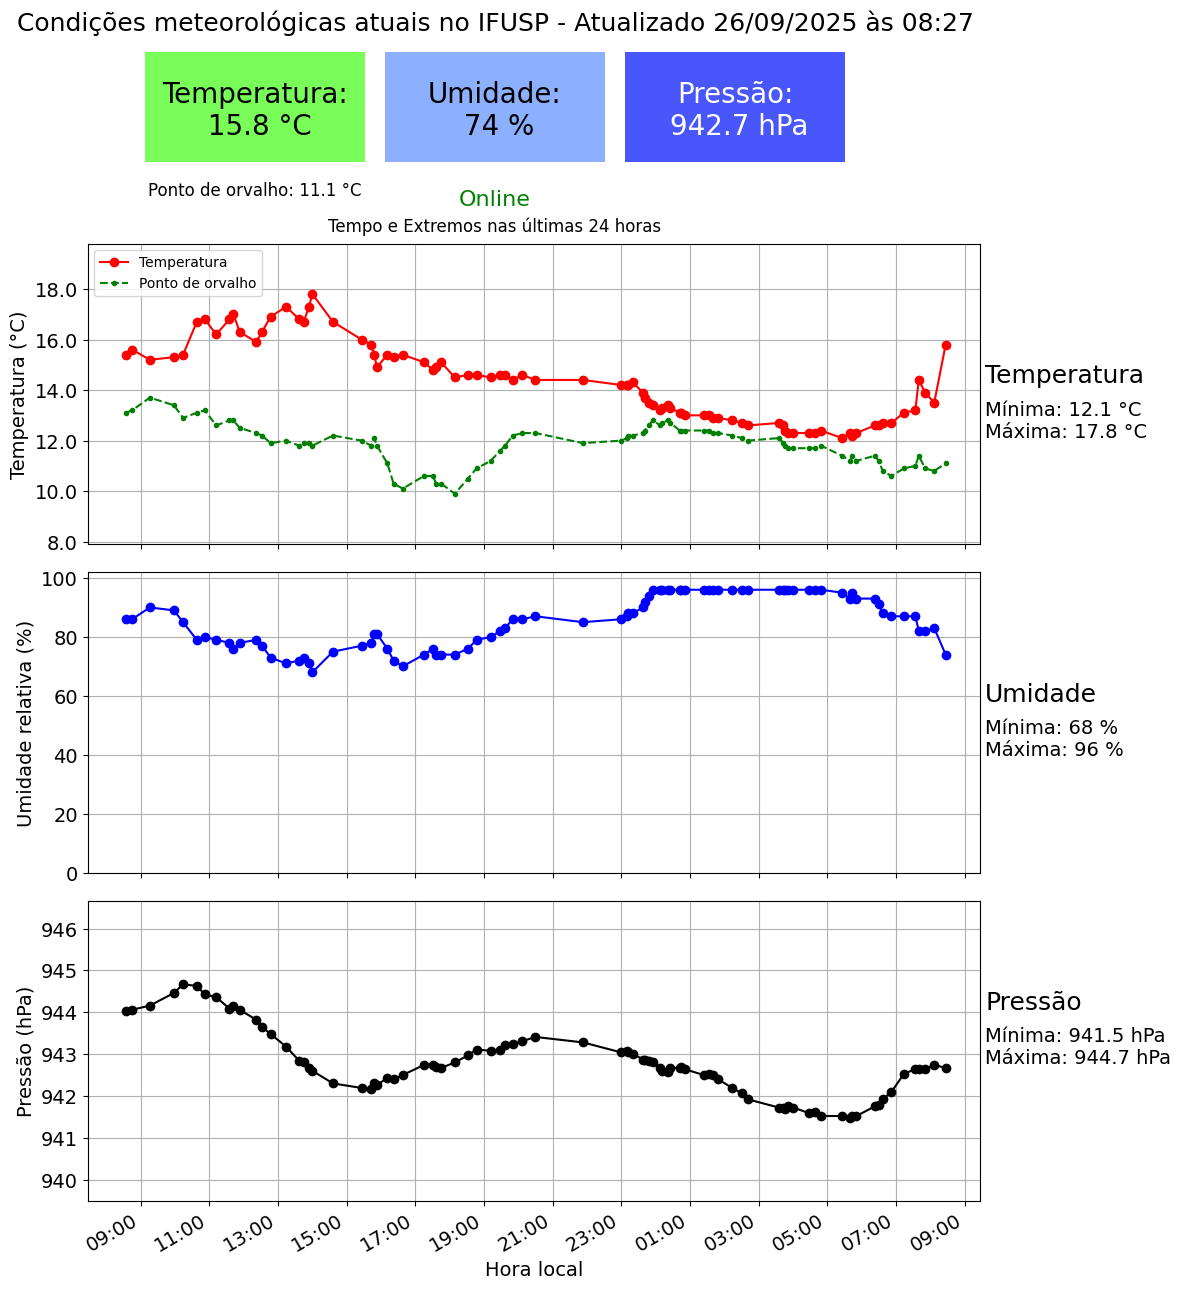 Condições meteorológicas atuais no IFUSP - Atualizado 26/09/2025 às 08:27
Temperatura:
15.8 °C
Umidade:
74 %
Pressão:
942.7 hPa
Ponto de orvalho: 11.1 °C
Online
Tempo e Extremos nas últimas 24 horas
Temperatura
Ponto de orvalho
Temperatura (°C)
18.0
16.0
14.0
12.0
10.0
8.0
Temperatura
Mínima: 12.1 °C
Máxima: 17.8 °C
Umidade relativa (%)
100
80
60
40
20
0
Umidade
Mínima: 68 %
Máxima: 96 %
Pressão (hPa)
946
945
944
943
942
941
940
Pressão
Mínima: 941.5 hPa
Máxima: 944.7 hPa
09:00 11:00 13:00 15:00 17:00 19:00 21:00 23:00 01:00 03:00 05:00 07:00 09:00
Hora local